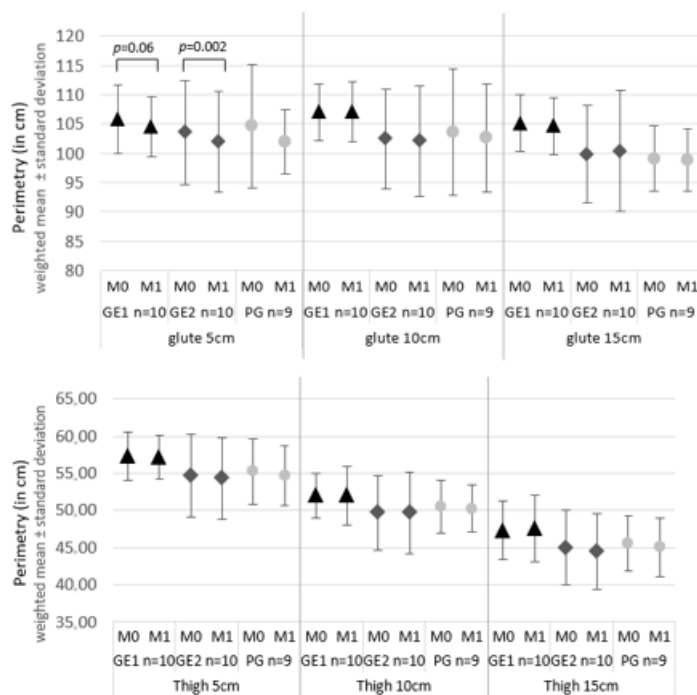 120
p=0.06
p=0.002
115
110
105
100
95
90
85
80
Perimetry (in cm)
weighted mean ± standard deviation
M0 M1 M0 M1 M0 M1 M0 M1 M0 M1 M0 M1 M0 M1 M0 M1 M0 M1
GE1 n=10 GE2 n=10 PG n=9 GE1 n=10 GE2 n=10 PG n=9 GE1 n=10 GE2 n=10 PG n=9
glute 5cm glute 10cm glute 15cm
65,00
60,00
55,00
50,00
45,00
40,00
35,00
Perimetry (in cm)
weighted mean ± standard deviation
M0 M1 M0 M1 M0 M1 M0 M1 M0 M1 M0 M1 M0 M1 M0 M1 M0 M1
GE1 n=10 GE2 n=10 PG n=9 GE1 n=10 GE2 n=10 PG n=9 GE1 n=10 GE2 n=10 PG n=9
Thigh 5cm Thigh 10cm Thigh 15cm